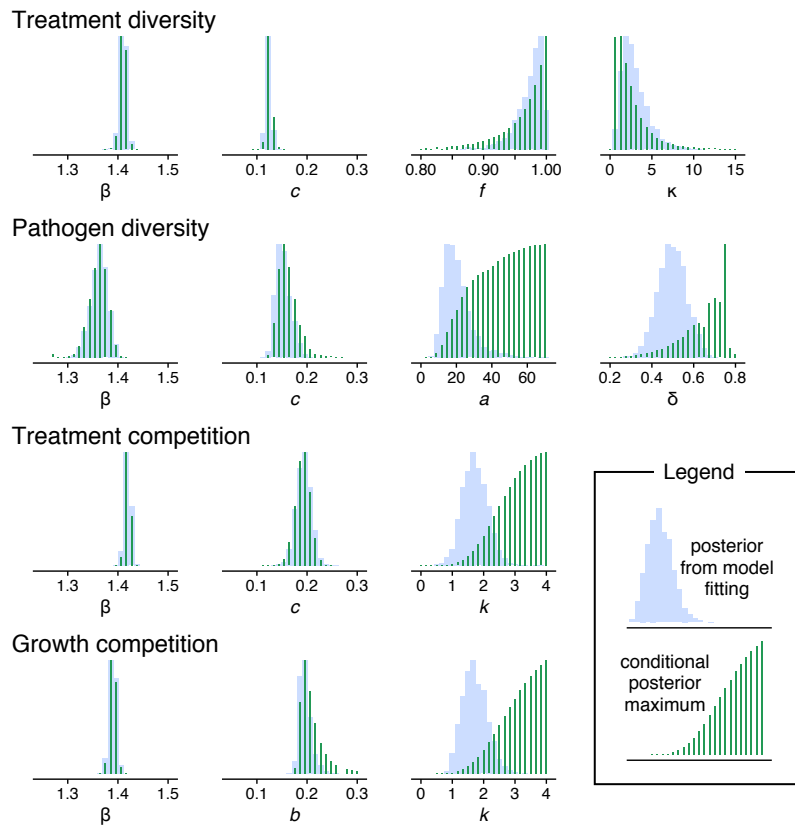 Treatment diversity
1.3 1.4 1.5
β
0.1 0.2 0.3
c
0.80 0.90 1.00
f
0 5 10 15
κ
Pathogen diversity
1.3 1.4 1.5
β
0.1 0.2 0.3
c
0 20 40 60
a
0.2 0.4 0.6 0.8
δ
Treatment competition
1.3 1.4 1.5
β
0.1 0.2 0.3
c
0 1 2 3 4
k
Growth competition
1.3 1.4 1.5
β
0.1 0.2 0.3
b
0 1 2 3 4
k
Legend
posterior
from model
fitting
conditional
posterior
maximum